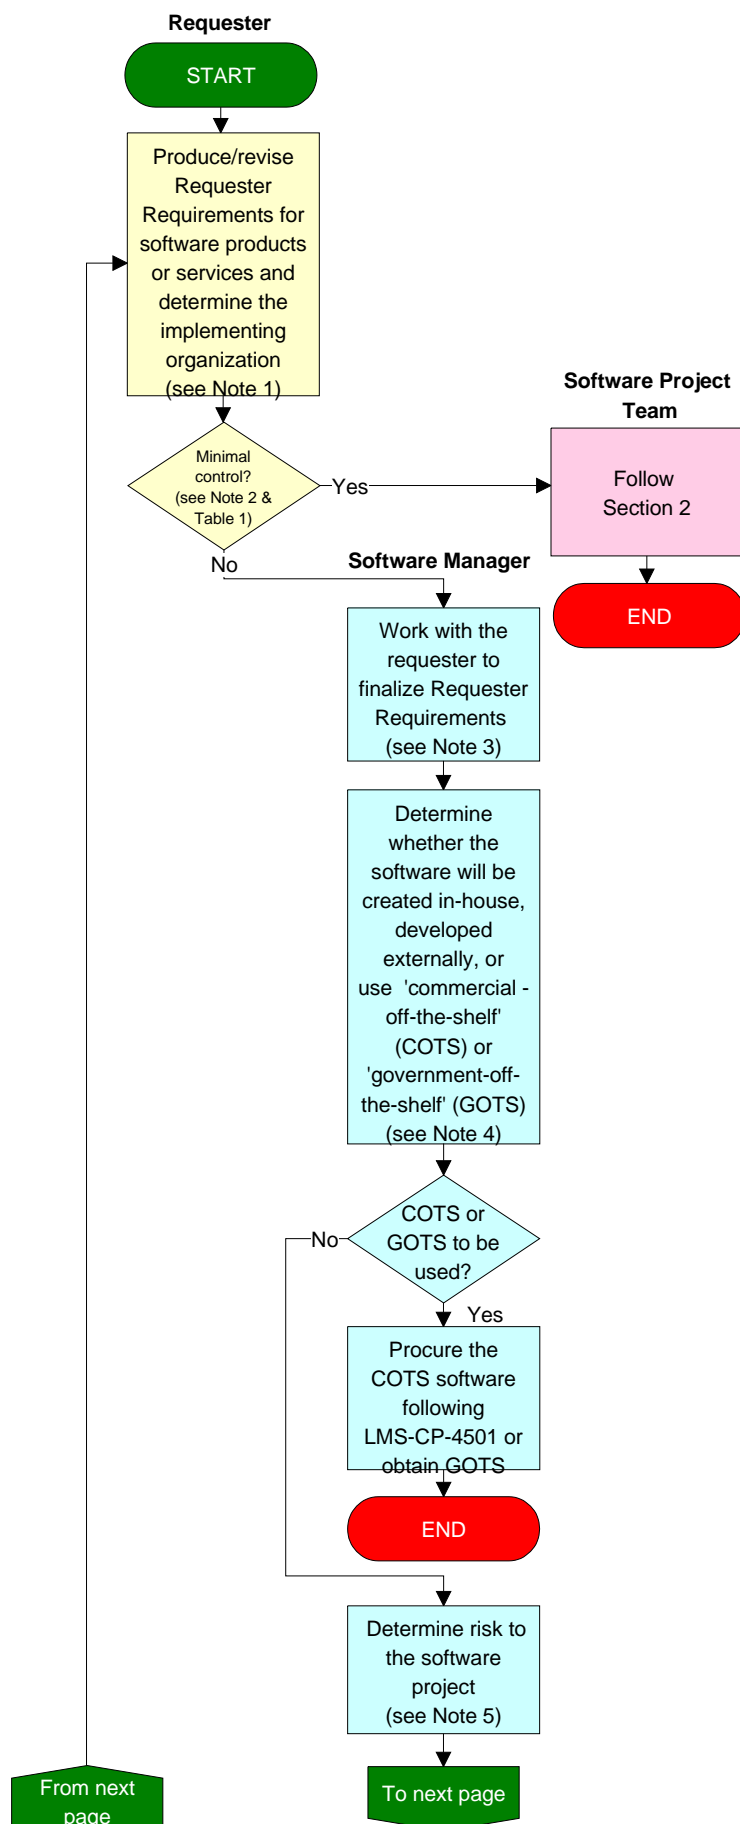 Requester
START
Produce/revise
Requester
Requirements for
software products
or services and
determine the
implementing
organization
(see Note 1)
Software Project
Team
Minimal
control?
(see Note 2 &
Table 1)
Yes
Follow
Section 2
No
Software Manager
END
Work with the
requester to
finalize Requester
Requirements
(see Note 3)
Determine
whether the
software will be
created in-house,
developed
externally, or
use 'commercial -
off-the-shelf'
(COTS) or
'government-off-
the-shelf' (GOTS)
(see Note 4)
COTS or
GOTS to be
used?
No
Yes
Procure the
COTS software
following
LMS-CP-4501 or
obtain GOTS
END
Determine risk to
the software
project
(see Note 5)
From next
page
To next page